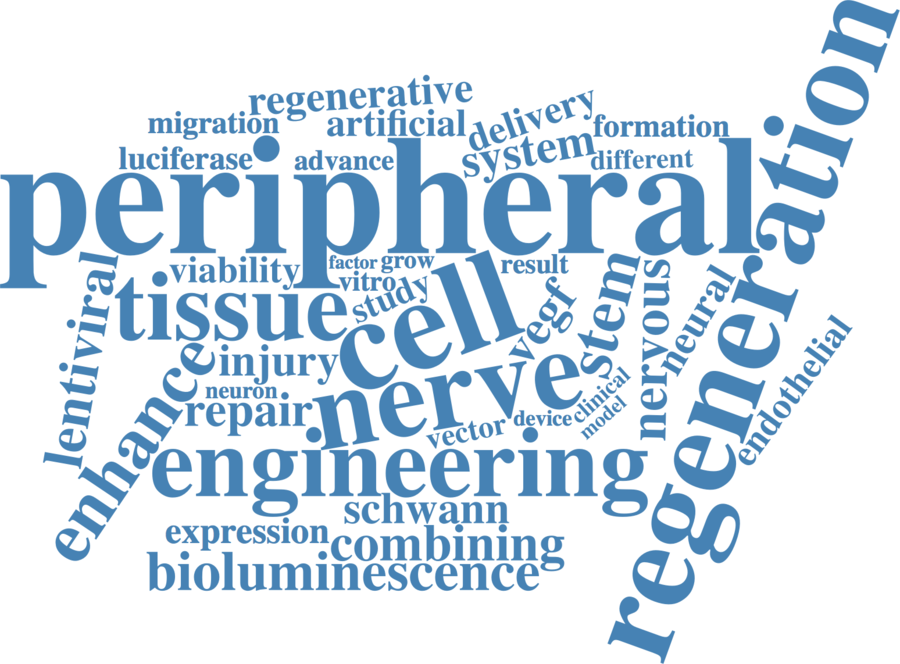 regenerative
migration
artificial
delivery
system
formation
luciferase
advance
different
peripheral
regeneration
lentiviral
viability
factor
grow
vitro
result
tissue
study
cell
vegf
stem
nervous
neural
endothelial
enhance
injury
neuron
repair
nerve
clinical
model
device
vector
engineering
schwann
expression
combining
bioluminescence